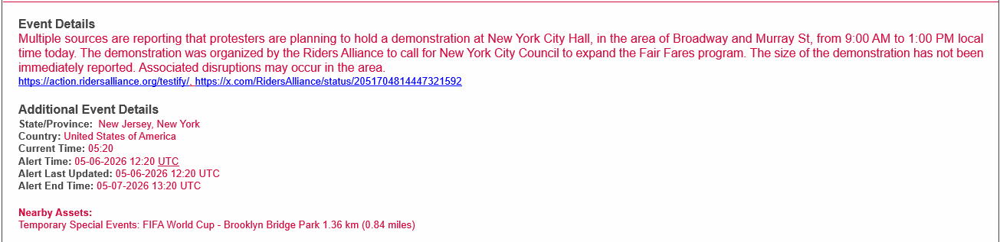 Event Details
Multiple sources are reporting that protesters are planning to hold a demonstration at New York City Hall, in the area of Broadway and Murray St, from 9:00 AM to 1:00 PM local
time today. The demonstration was organized by the Riders Alliance to call for New York City Council to expand the Fair Fares program. The size of the demonstration has not been
immediately reported. Associated disruptions may occur in the area.
https://action.ridersalliance.org/testify/, https://x.com/RidersAlliance/status/2051704814447321592
Additional Event Details
State/Province: New Jersey, New York
Country: United States of America
Current Time: 05:20
Alert Time: 05-06-2026 12:20 UTC
Alert Last Updated: 05-06-2026 12:20 UTC
Alert End Time: 05-07-2026 13:20 UTC
Nearby Assets:
Temporary Special Events: FIFA World Cup - Brooklyn Bridge Park 1.36 km (0.84 miles)